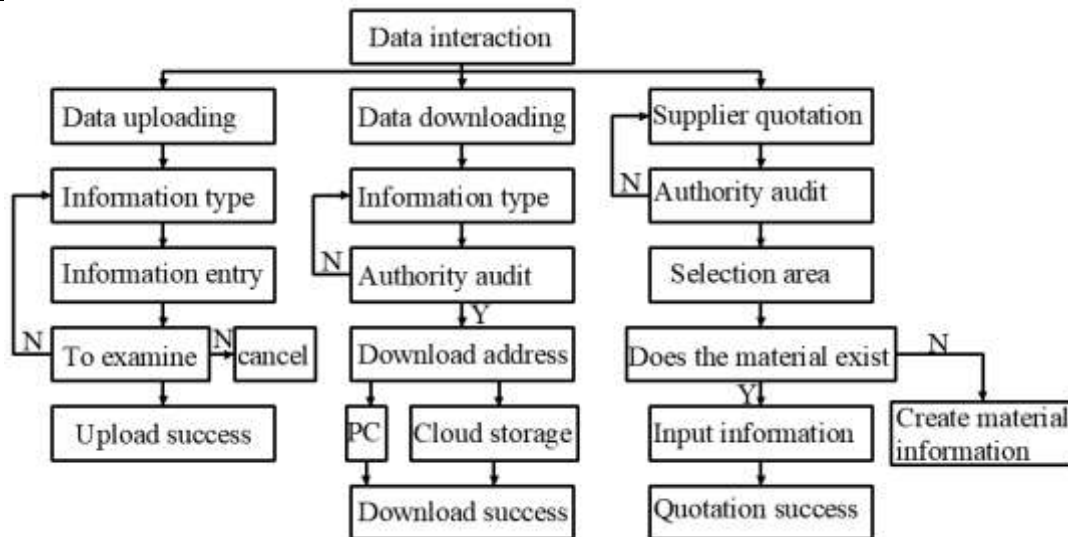 Data interaction
Data uploading
Data downloading
Supplier quotation
Information type
Information type
N
Authority audit
Information entry
N
Authority audit
Selection area
Y
N
To examine
N
cancel
Download address
Does the material exist
N
Y
Upload success
PC
Cloud storage
Input information
Create material
information
Download success
Quotation success